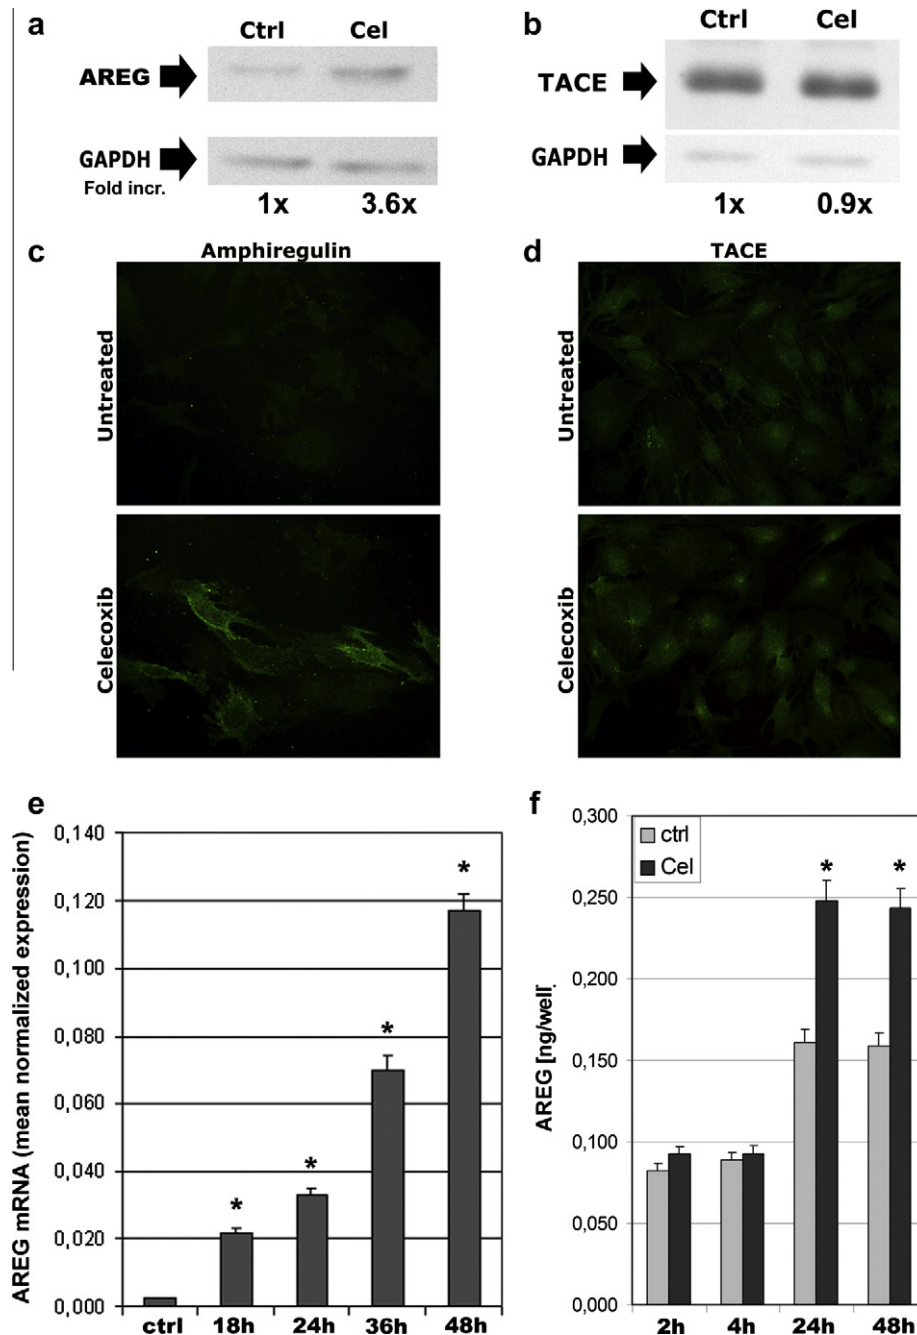 a
Ctrl Cel
AREG
GAPDH
Fold incr.
1x 3.6x
b
Ctrl Cel
TACE
GAPDH
1x 0.9x
c
Amphiregulin
Untreated
Celecoxib
d
TACE
Untreated
Celecoxib
e
AREG mRNA (mean normalized expression)
0,140
0,120
0,100
0,080
0,060
0,040
0,020
0,000
* * * *
ctrl 18h 24h 36h 48h
f
AREG [ng/well].
0,300
0,250
0,200
0,150
0,100
0,050
0,000
ctrl
Cel
* *
2h 4h 24h 48h